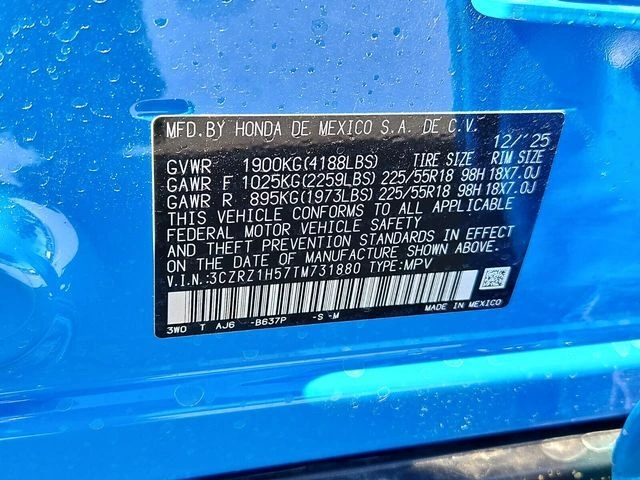 MFD. BY HONDA DE MEXICO S.A. DE C.V. 12/'25
GVWR 1900KG(4188LBS) TIRE SIZE RIM SIZE
GAWR F 1025KG(2259LBS) 225/55R18 98H 18X7.0J
GAWR R 895KG(1973LBS) 225/55R18 98H 18X7.0J
THIS VEHICLE CONFORMS TO ALL APPLICABLE
FEDERAL MOTOR VEHICLE SAFETY
AND THEFT PREVENTION STANDARDS IN EFFECT
ON THE DATE OF MANUFACTURE SHOWN ABOVE.
V.I.N.:3CZRZ1H57TM731880 TYPE:MPV
MADE IN MEXICO
3WO T AJ6 -B637P -S -M